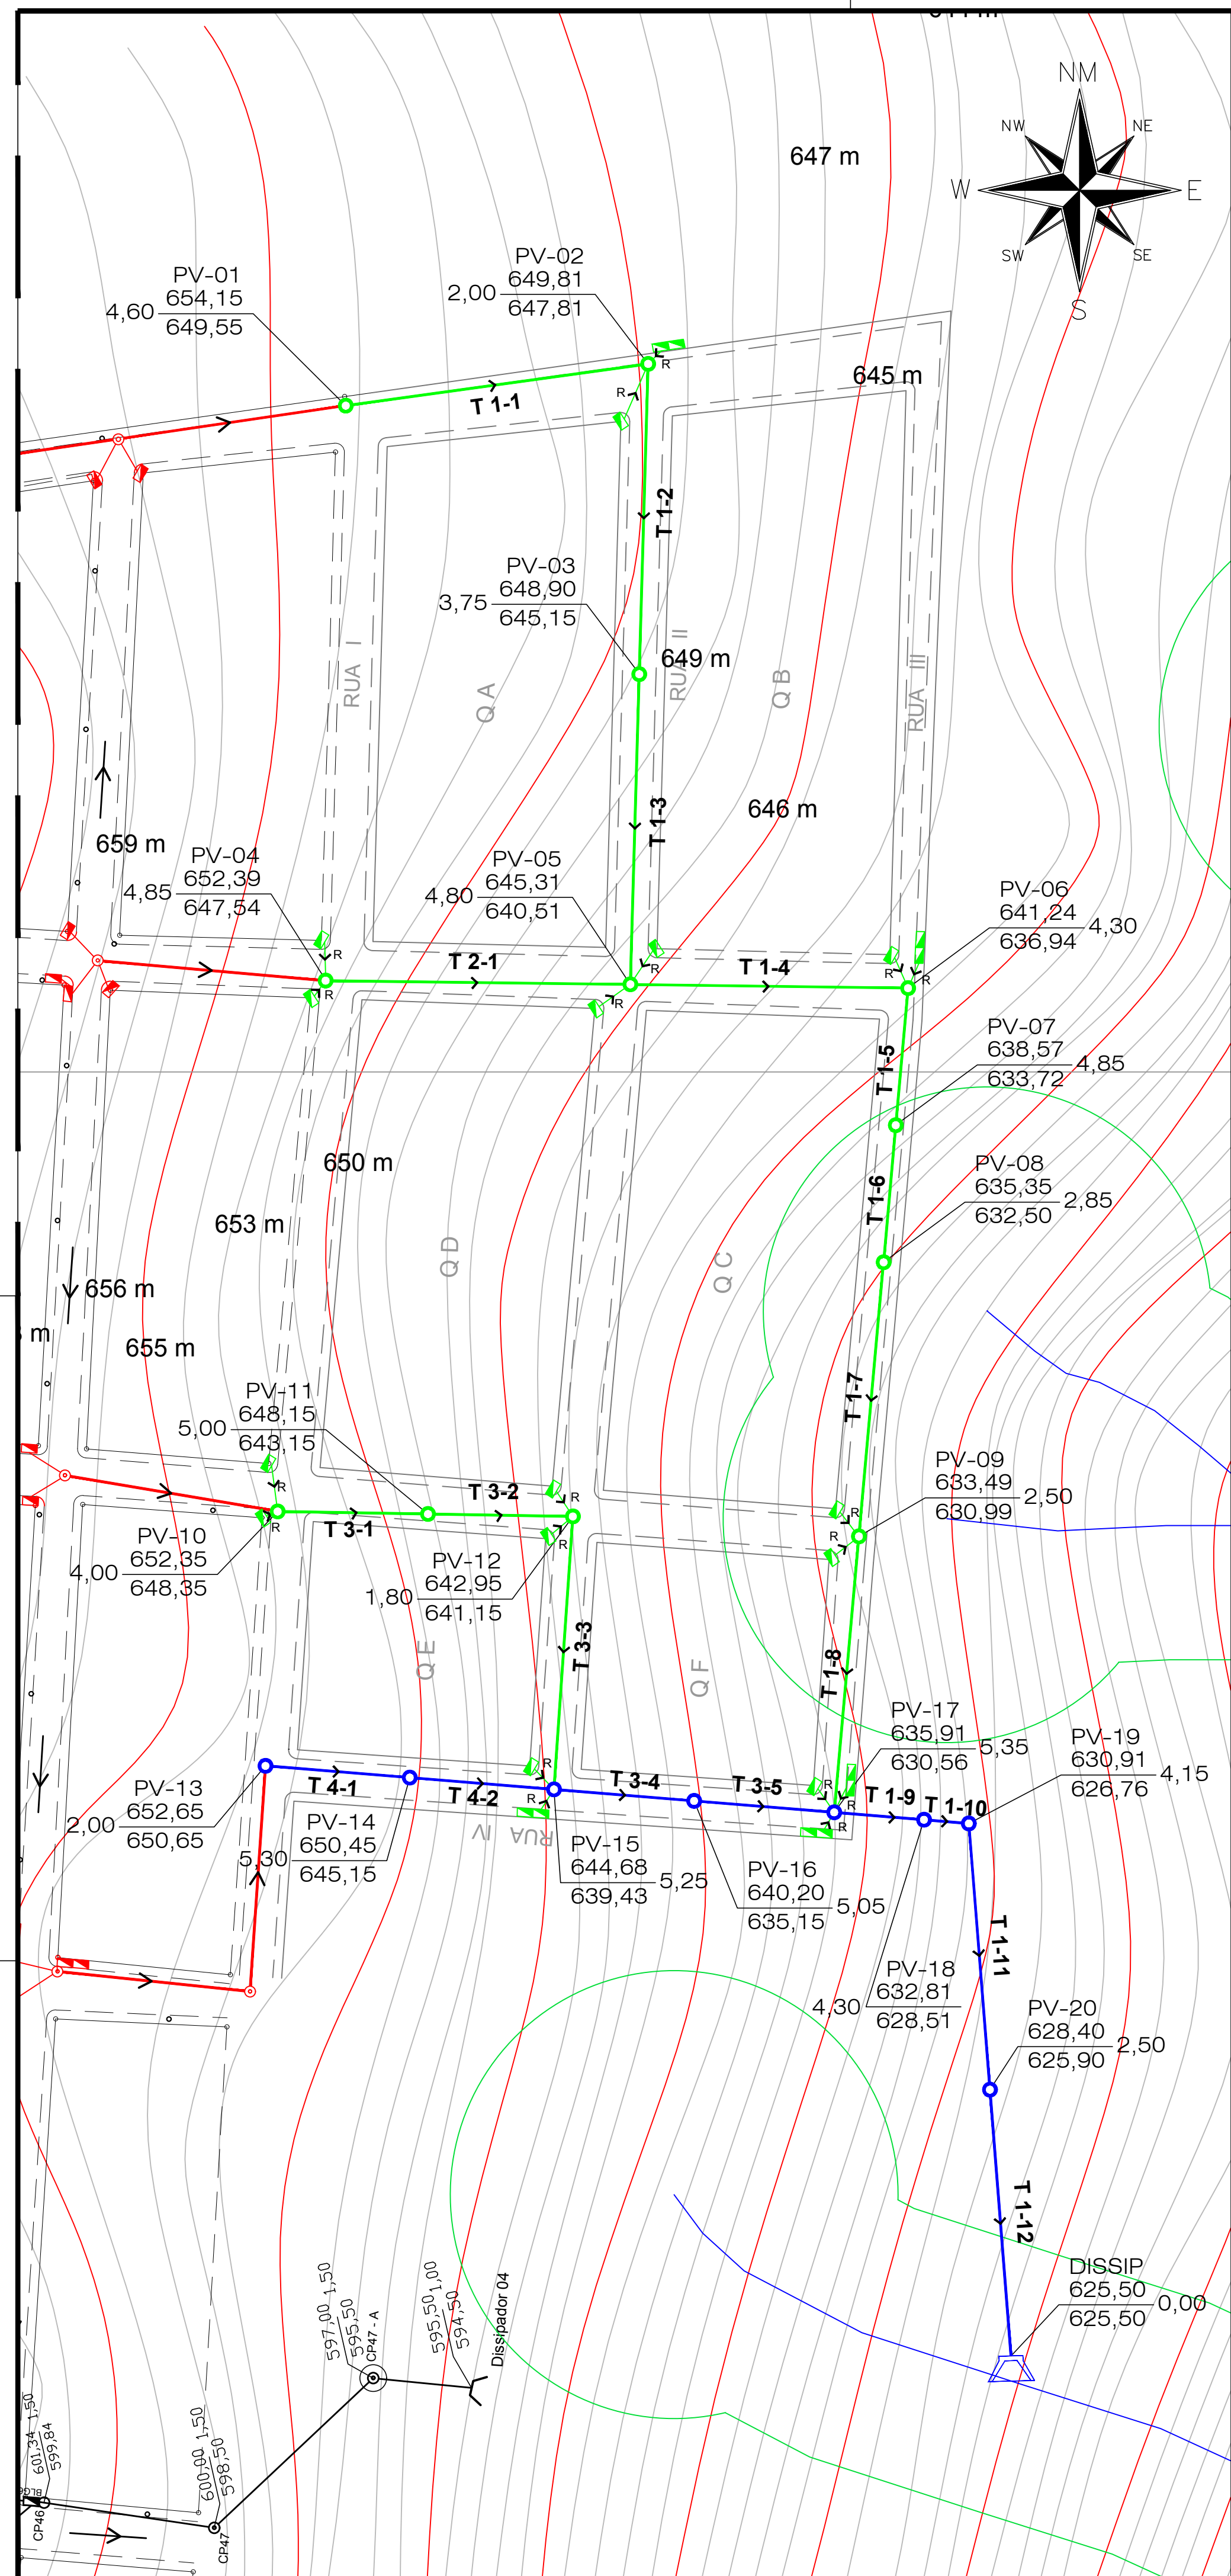 NM
NW
NE
W
E
SW
SE
S
647 m
PV-01
654,15
4,60
649,55
PV-02
649,81
2,00
647,81
R
R
645 m
T 1-1
T 1-2
PV-03
648,90
3,75
645,15
649 m
RUA I
RUA II
RUA III
Q A
Q B
646 m
T 1-3
659 m
PV-04
652,39
4,85
647,54
PV-05
645,31
4,80
640,51
PV-06
641,24
4,30
636,94
R
R
R
R
R
R
T 2-1
T 1-4
T 1-5
PV-07
638,57
4,85
633,72
650 m
653 m
T 1-6
PV-08
635,35
2,85
632,50
Q D
Q C
656 m
655 m
T 1-7
PV-11
648,15
5,00
643,15
PV-09
633,49
2,50
630,99
R
R
R
R
R
R
T 3-1
T 3-2
PV-10
652,35
4,00
648,35
PV-12
642,95
1,80
641,15
T 3-3
Q E
Q F
T 1-8
PV-17
635,91
5,35
630,56
PV-19
630,91
4,15
626,76
R
R
R
R
R
T 4-1
T 4-2
T 3-4
T 3-5
T 1-9
T 1-10
PV-13
652,65
2,00
650,65
PV-14
650,45
5,30
645,15
RUA IV
PV-15
644,68
5,25
639,43
PV-16
640,20
5,05
635,15
PV-18
632,81
4,30
628,51
T 1-11
PV-20
628,40
2,50
625,90
T 1-12
DISSIP
625,50
0,00
625,50
597,00 1,50
595,50
CP47 - A
595,50 1,00
594,50
Dissipador 04
601,34 1,50
599,84
CP46
600,00 1,50
598,50
CP47